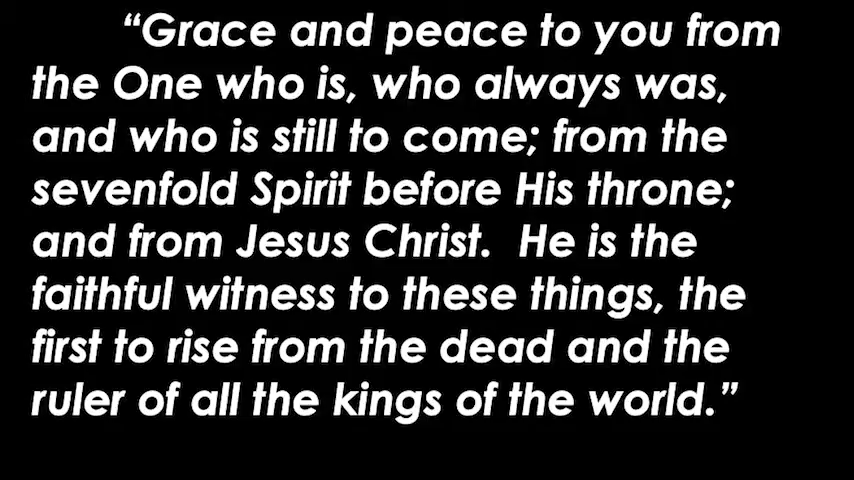 “Grace and peace to you from
the One who is, who always was,
and who is still to come; from the
sevenfold Spirit before His throne;
and from Jesus Christ.  He is the
faithful witness to these things, the
first to rise from the dead and the
ruler of all the kings of the world.”